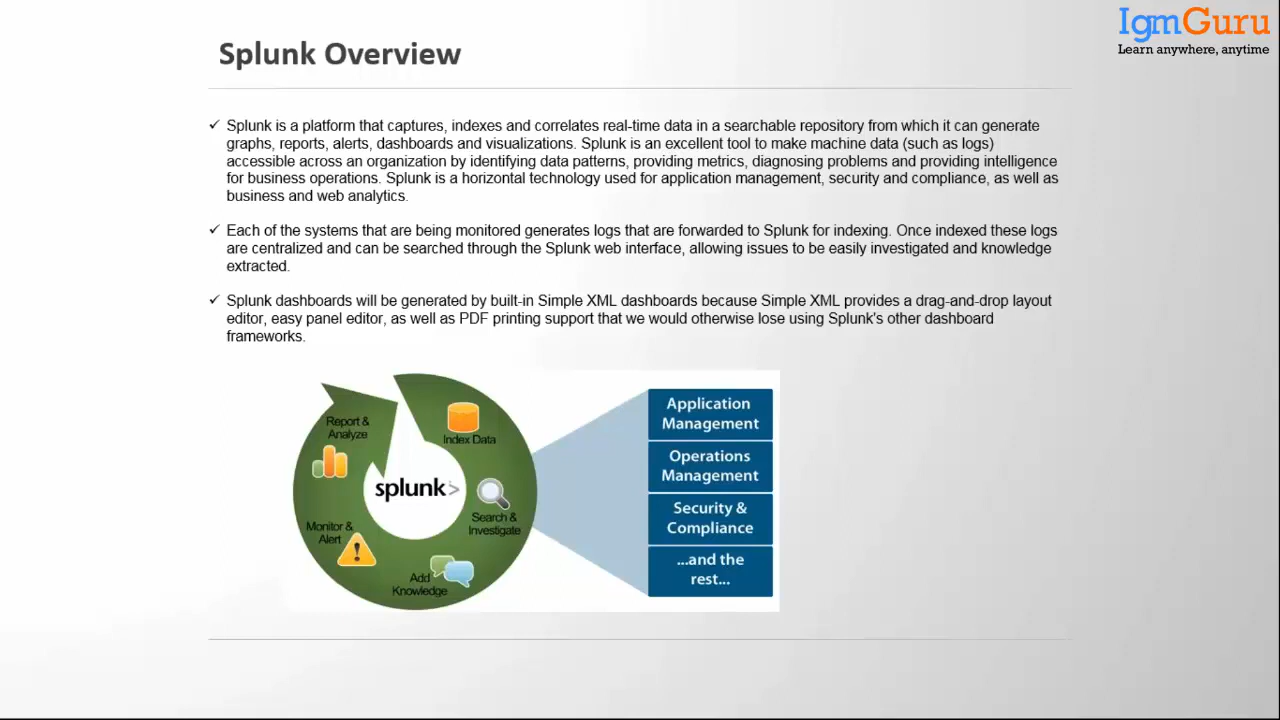 IgmGuru
Learn anywhere, anytime
Splunk Overview
✓ Splunk is a platform that captures, indexes and correlates real-time data in a searchable repository from which it can generate
graphs, reports, alerts, dashboards and visualizations. Splunk is an excellent tool to make machine data (such as logs)
accessible across an organization by identifying data patterns, providing metrics, diagnosing problems and providing intelligence
for business operations. Splunk is a horizontal technology used for application management, security and compliance, as well as
business and web analytics.
✓ Each of the systems that are being monitored generates logs that are forwarded to Splunk for indexing. Once indexed these logs
are centralized and can be searched through the Splunk web interface, allowing issues to be easily investigated and knowledge
extracted.
✓ Splunk dashboards will be generated by built-in Simple XML dashboards because Simple XML provides a drag-and-drop layout
editor, easy panel editor, as well as PDF printing support that we would otherwise lose using Splunk's other dashboard
frameworks.
Report &
Analyze
Index Data
splunk>
Search &
Investigate
Monitor &
Alert
Add
Knowledge
Application
Management
Operations
Management
Security &
Compliance
...and the
rest...